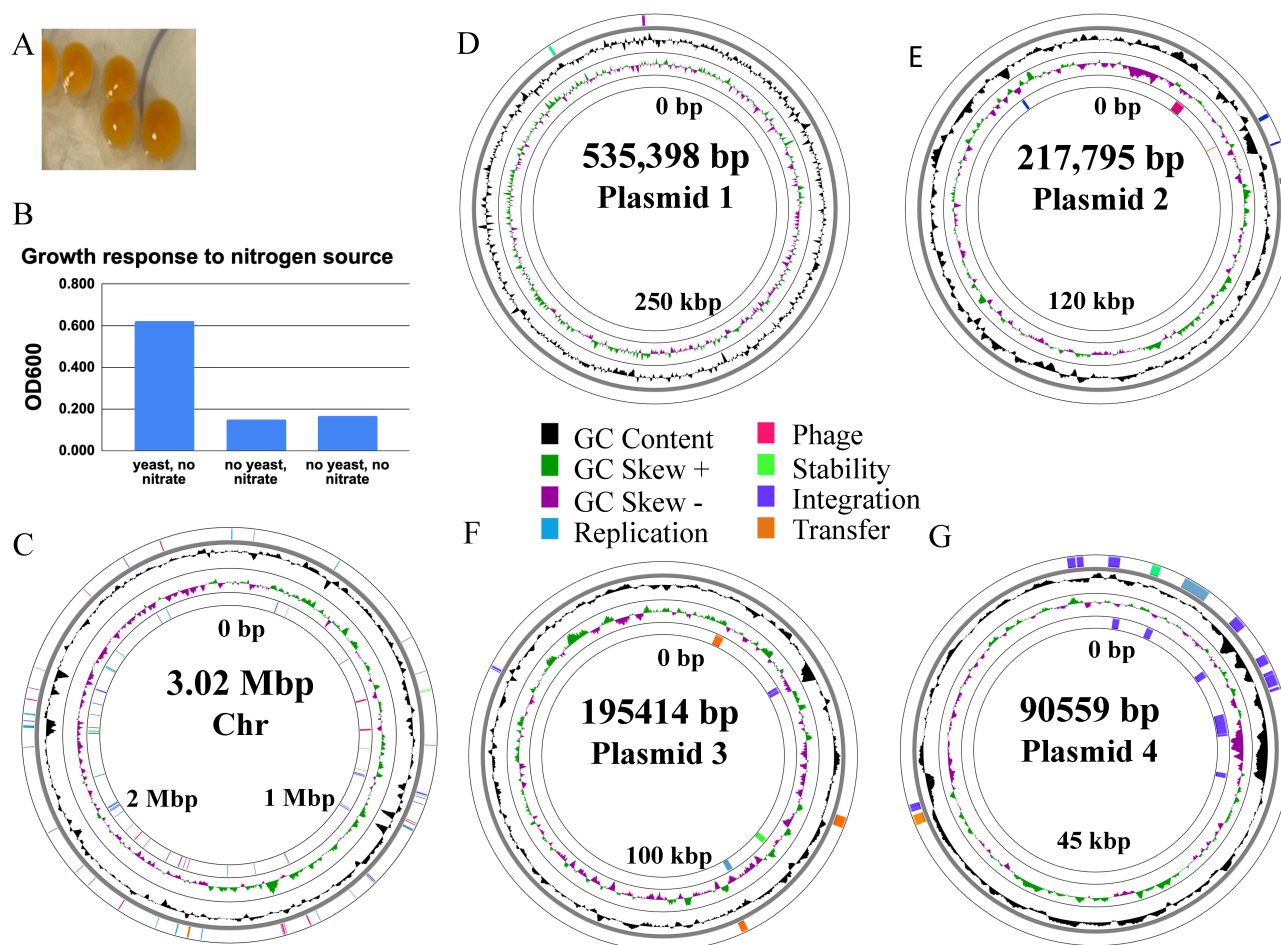 A
B
Growth response to nitrogen source
OD600
0.800
0.600
0.400
0.200
0.000
yeast, no
nitrate
no yeast,
nitrate
no yeast, no
nitrate
C
0 bp
3.02 Mbp
Chr
2 Mbp
1 Mbp
D
0 bp
535,398 bp
Plasmid 1
250 kbp
E
0 bp
217,795 bp
Plasmid 2
120 kbp
GC Content
GC Skew +
GC Skew -
Replication
Phage
Stability
Integration
Transfer
F
0 bp
195414 bp
Plasmid 3
100 kbp
G
0 bp
90559 bp
Plasmid 4
45 kbp